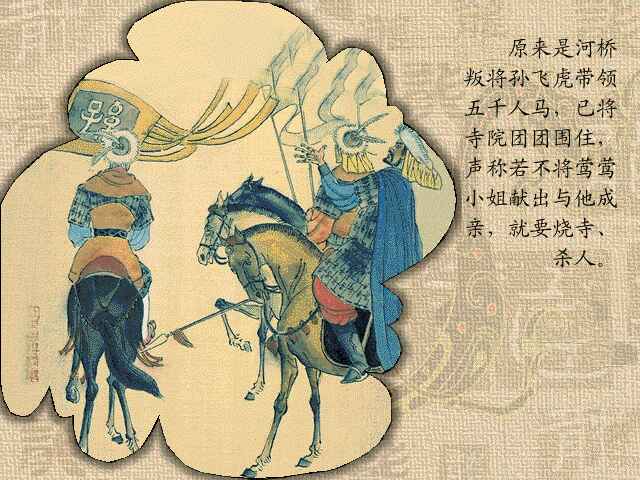 原来是河桥
叛将孙飞虎带领
五千人马，已将
寺院团团围住，
声称若不将莺莺
小姐献出与他成
亲，就要烧寺、
杀人。